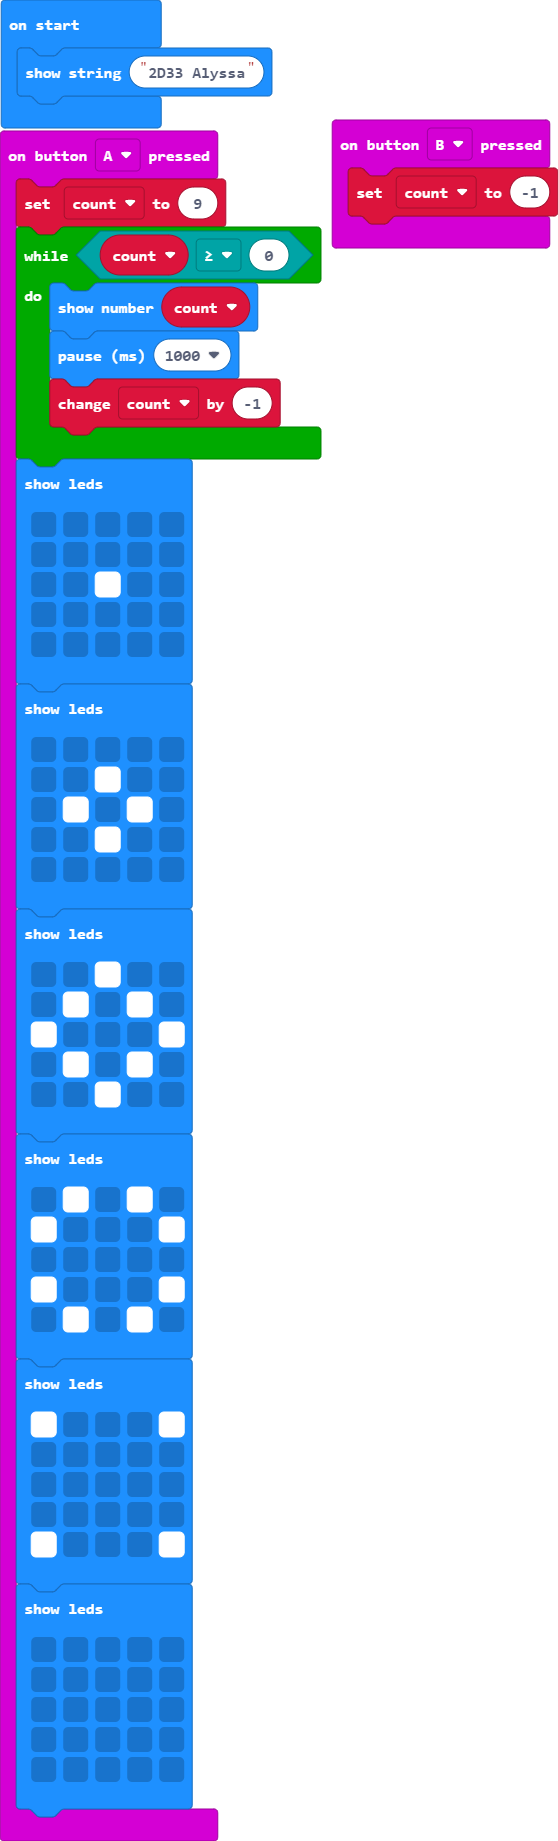 on start
show string "2D33 Alyssa"
on button A pressed
set count to 9
while count ≥ 0
do
show number count
pause (ms) 1000
change count by -1
show leds
show leds
show leds
show leds
show leds
show leds
on button B pressed
set count to -1